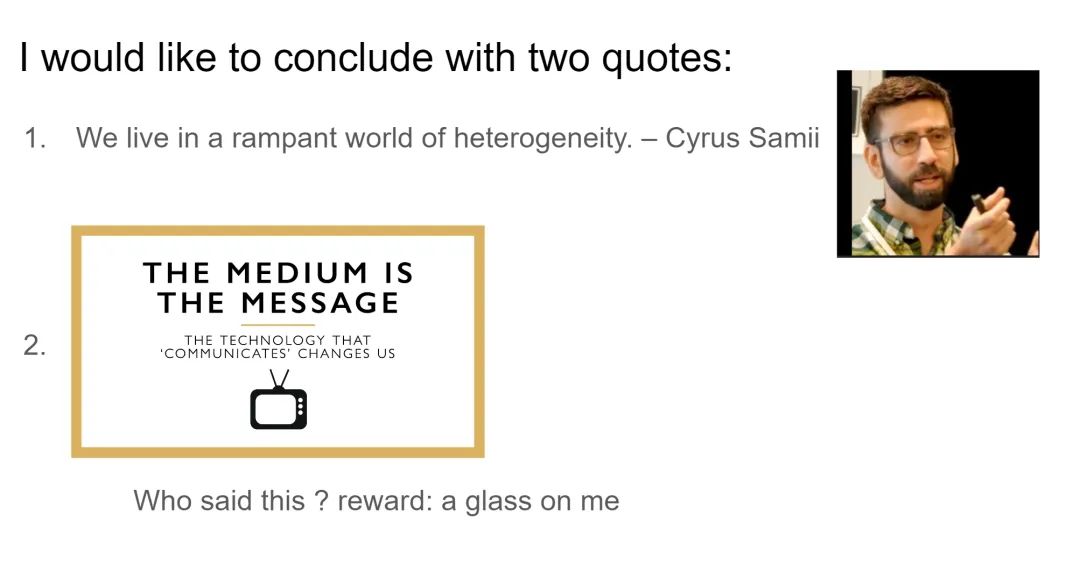 I would like to conclude with two quotes:
1. We live in a rampant world of heterogeneity. – Cyrus Samii
2.
THE MEDIUM IS
THE MESSAGE
THE TECHNOLOGY THAT
'COMMUNICATES' CHANGES US
Who said this ? reward: a glass on me